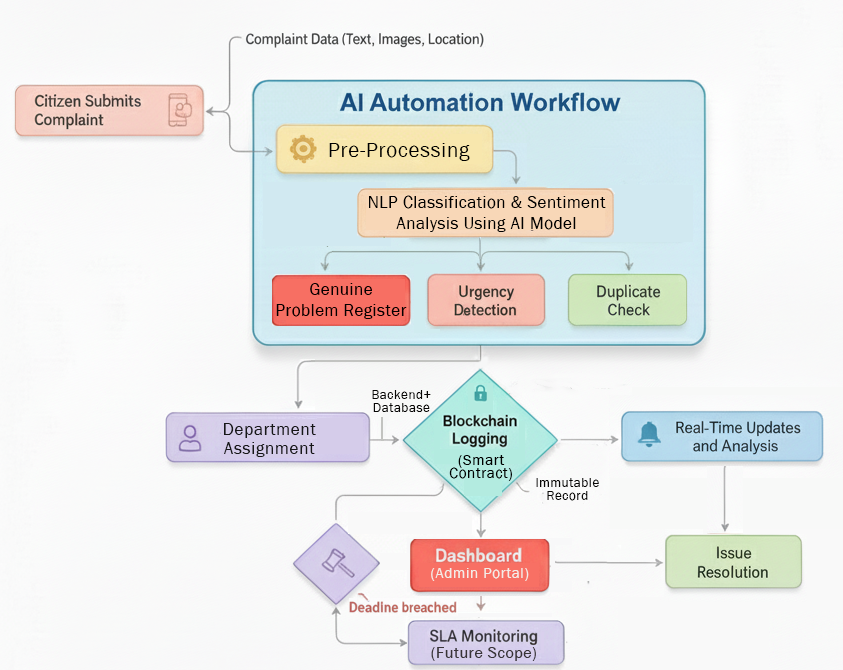 Complaint Data (Text, Images, Location)
Citizen Submits
Complaint
AI Automation Workflow
Pre-Processing
NLP Classification & Sentiment
Analysis Using AI Model
Genuine
Problem Register
Urgency
Detection
Duplicate
Check
Department
Assignment
Backend+
Database
Blockchain
Logging
(Smart
Contract)
Immutable
Record
Real-Time Updates
and Analysis
Dashboard
(Admin Portal)
Issue
Resolution
Deadine breached
SLA Monitoring
(Future Scope)